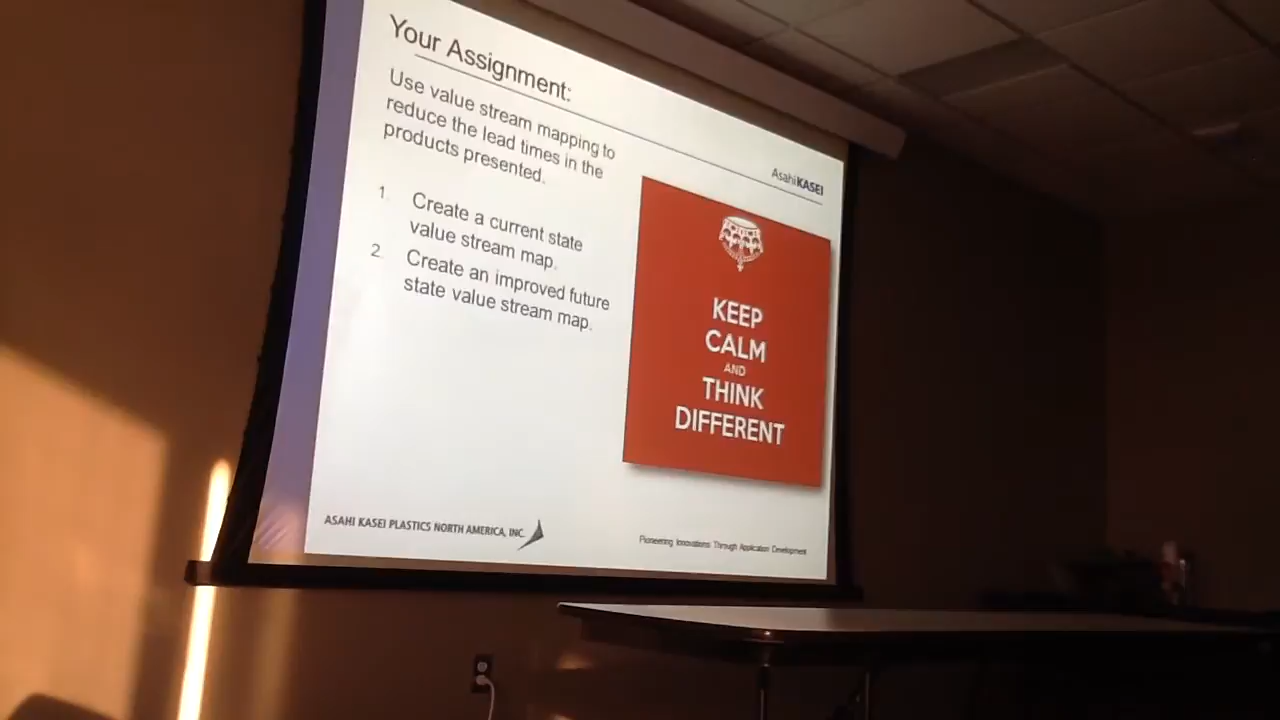 Your Assignment:
Use value stream mapping to
reduce the lead times in the
products presented.
1. Create a current state
value stream map.
2. Create an improved future
state value stream map.
AsahiKASEI
KEEP
CALM
AND
THINK
DIFFERENT
ASAHI KASEI PLASTICS NORTH AMERICA, INC.
Pioneering Innovations Through Application Development